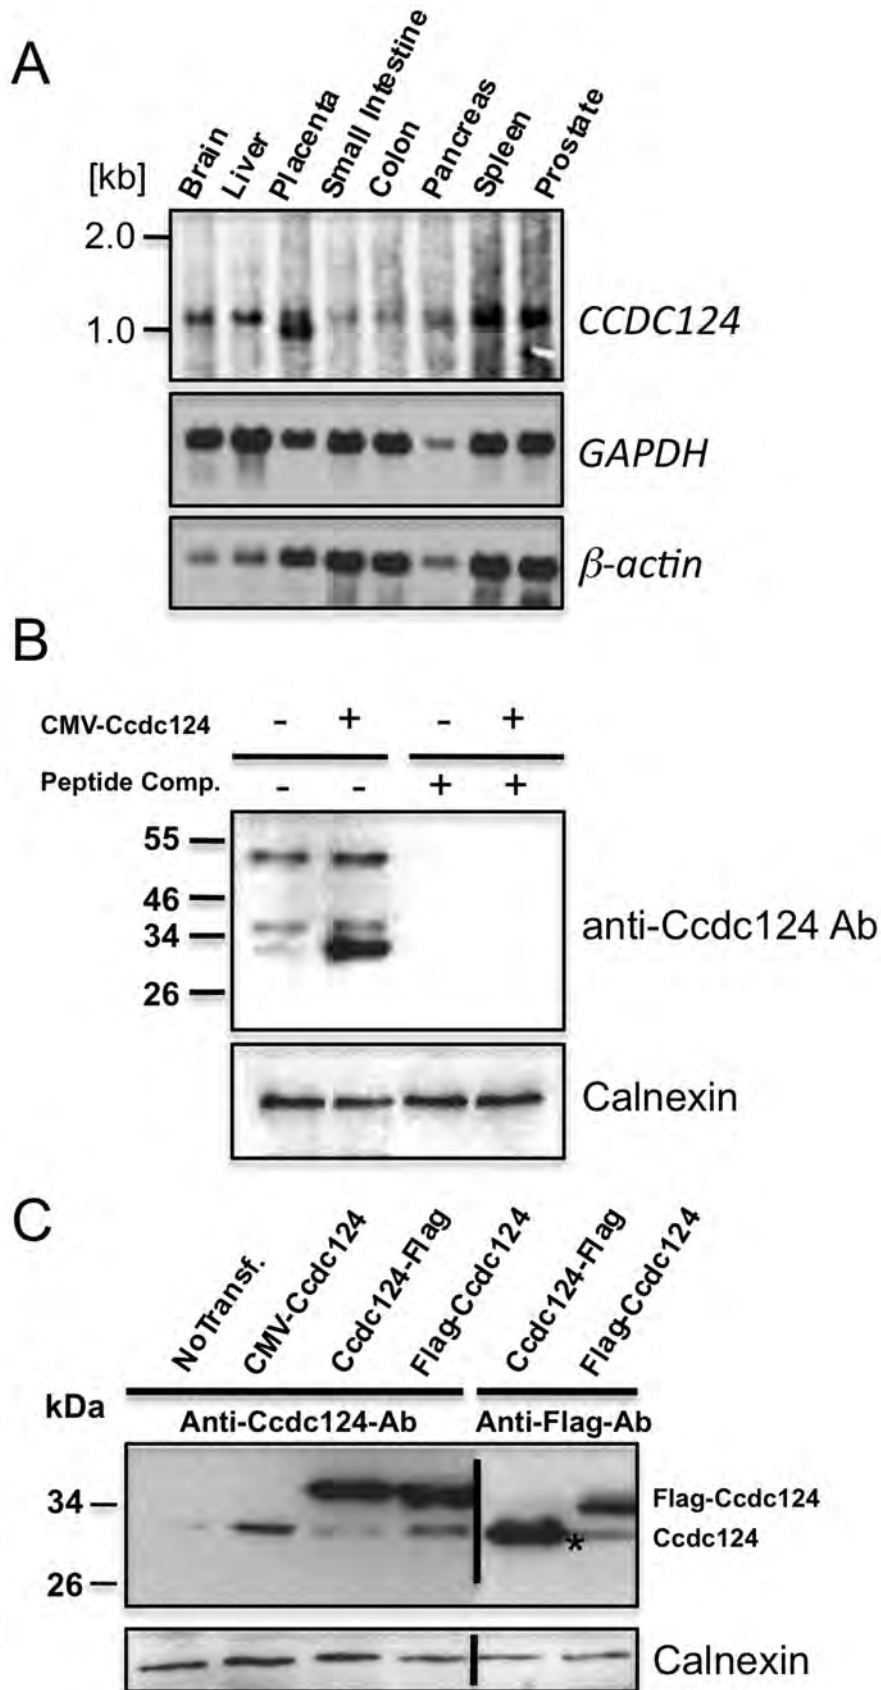 A
Brain Liver Placenta Small Intestine Colon Pancreas Spleen Prostate
[kb]
2.0
1.0
CCDC124
GAPDH
β-actin
B
CMV-Ccdc124 - + - +
Peptide Comp. - - + +
55
46
34
26
anti-Ccdc124 Ab
Calnexin
C
NoTransf. CMV-Ccdc124 Ccdc124-Flag Flag-Ccdc124 Ccdc124-Flag Flag-Ccdc124
kDa
Anti-Ccdc124-Ab Anti-Flag-Ab
34
Flag-Ccdc124
* Ccdc124
26
Calnexin